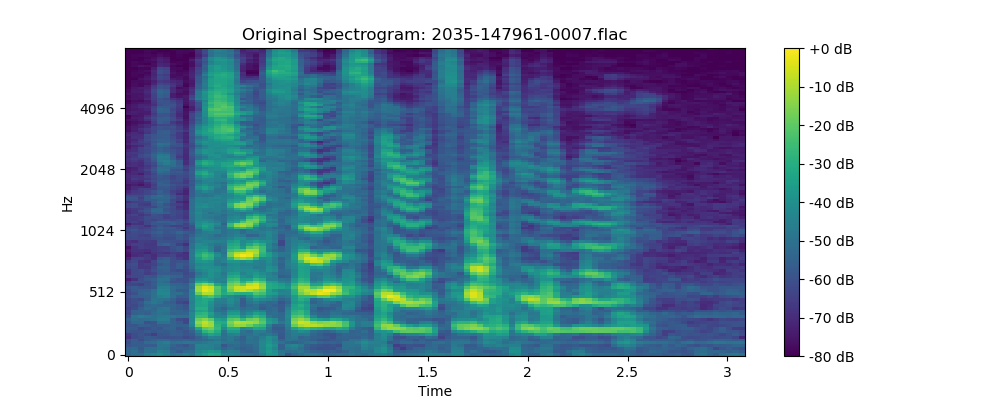 Original Spectrogram: 2035-147961-0007.flac
4096
2048
1024
512
0
Hz
0
0.5
1
1.5
2
2.5
3
Time
+0 dB
-10 dB
-20 dB
-30 dB
-40 dB
-50 dB
-60 dB
-70 dB
-80 dB